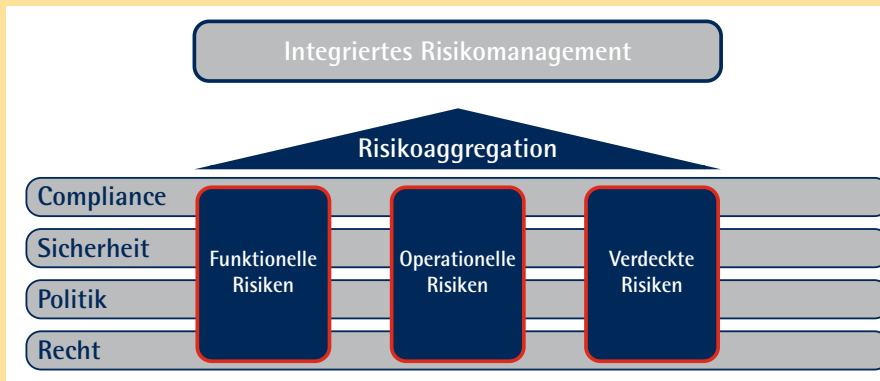 Integriertes Risikomanagement
Risikoaggregation
Compliance
Sicherheit
Politik
Recht
Funktionelle
Risiken
Operationelle
Risiken
Verdeckte
Risiken